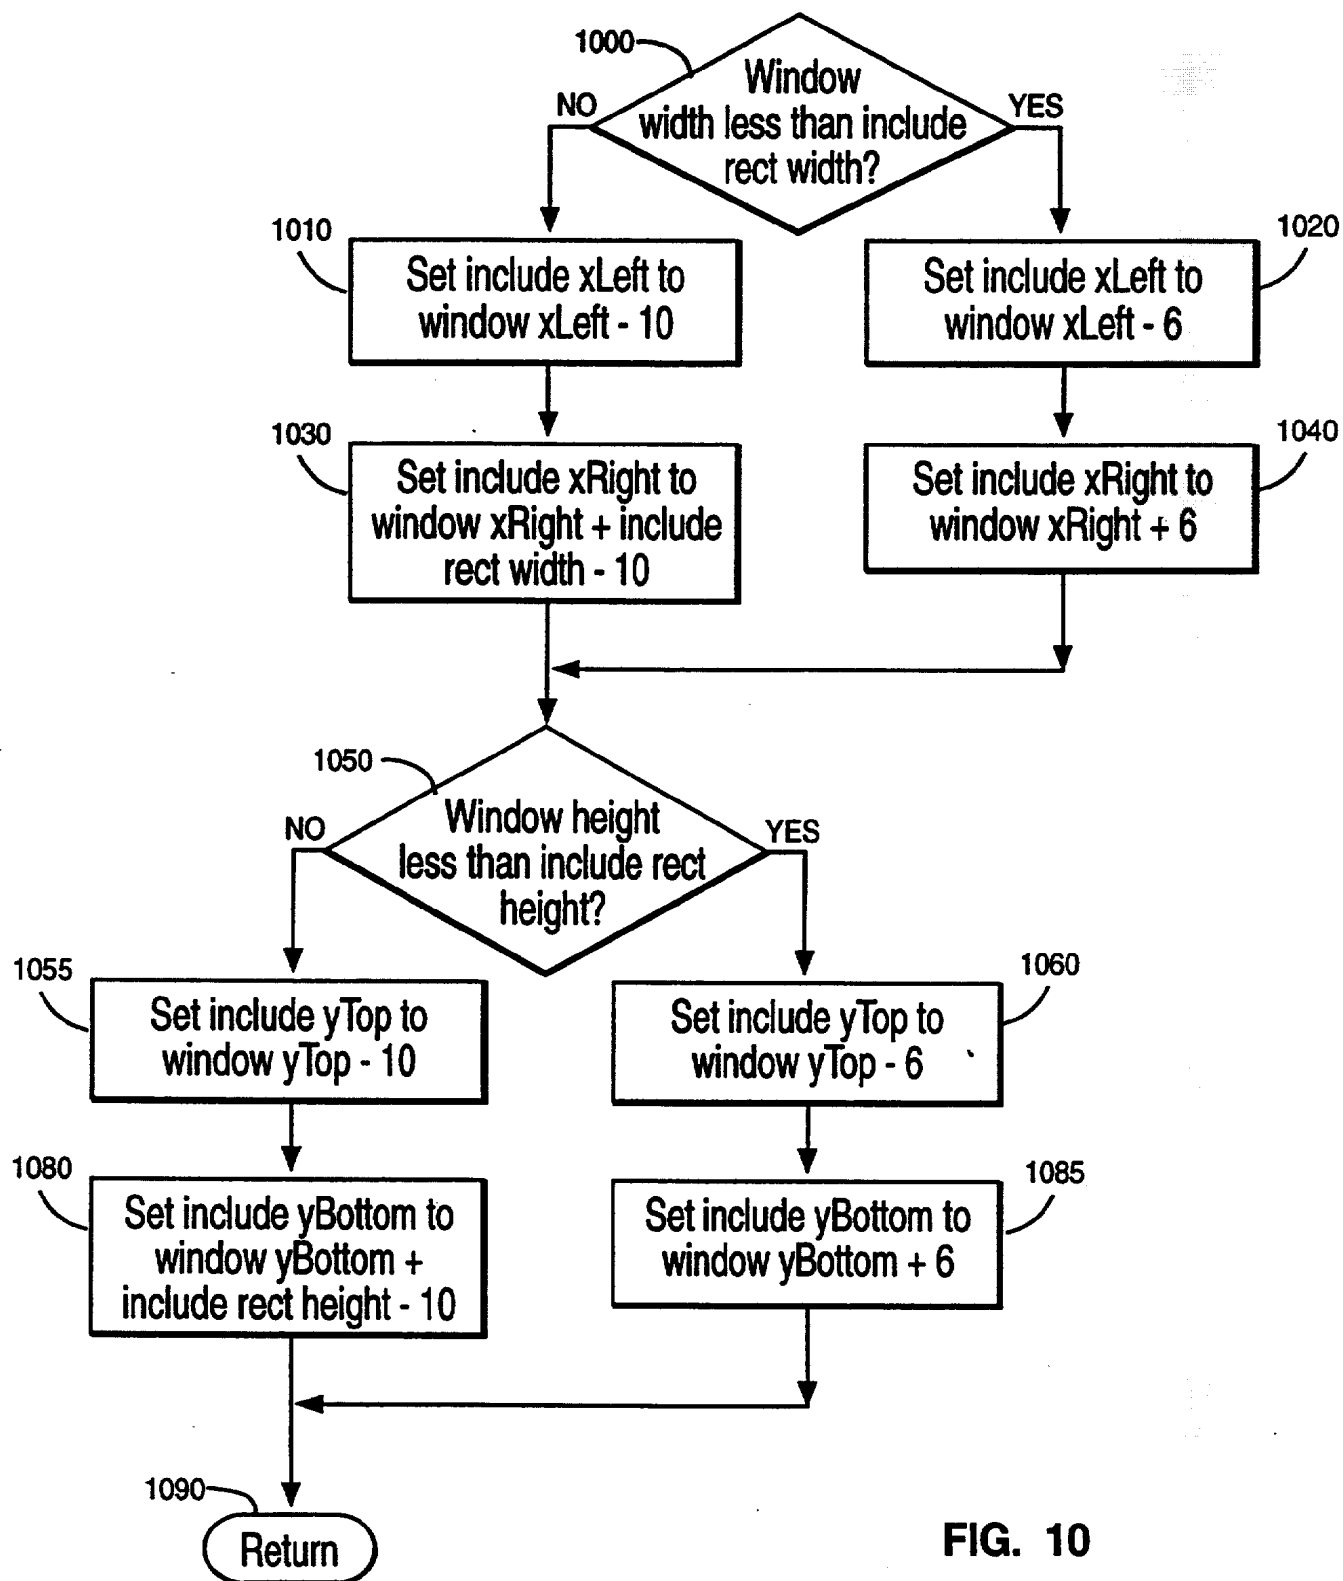 1000
Window
width less than include
rect width?
NO
YES
1010
Set include xLeft to
window xLeft - 10
1020
Set include xLeft to
window xLeft - 6
1030
Set include xRight to
window xRight + include
rect width - 10
1040
Set include xRight to
window xRight + 6
1050
Window height
less than include rect
height?
NO
YES
1055
Set include yTop to
window yTop - 10
1060
Set include yTop to
window yTop - 6
1080
Set include yBottom to
window yBottom +
include rect height - 10
1085
Set include yBottom to
window yBottom + 6
1090
Return
FIG. 10